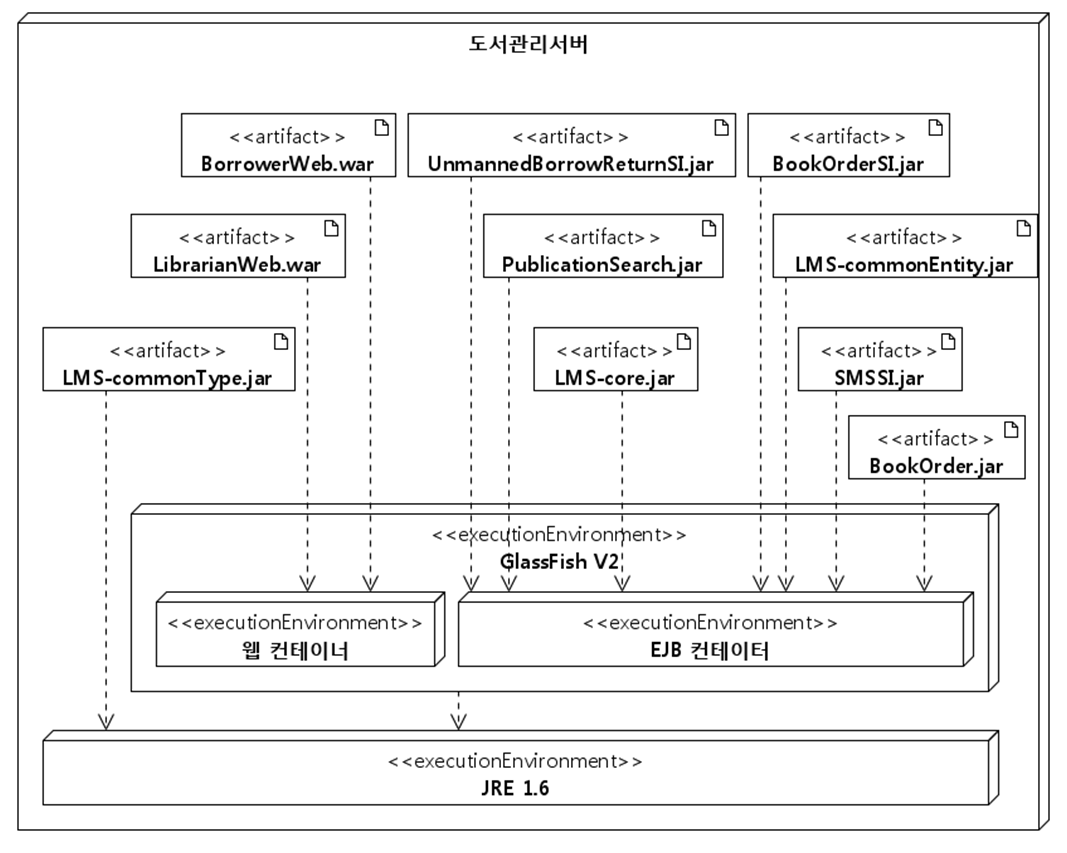 도서관리서버
<<artifact>>
BorrowerWeb.war
<<artifact>>
UnmannedBorrowReturnSI.jar
<<artifact>>
BookOrderSI.jar
<<artifact>>
LibrarianWeb.war
<<artifact>>
PublicationSearch.jar
<<artifact>>
LMS-commonEntity.jar
<<artifact>>
LMS-commonType.jar
<<artifact>>
LMS-core.jar
<<artifact>>
SMSSI.jar
<<artifact>>
BookOrder.jar
<<executionEnvironment>>
GlassFish V2
<<executionEnvironment>>
웹 컨테이너
<<executionEnvironment>>
EJB 컨테이터
<<executionEnvironment>>
JRE 1.6